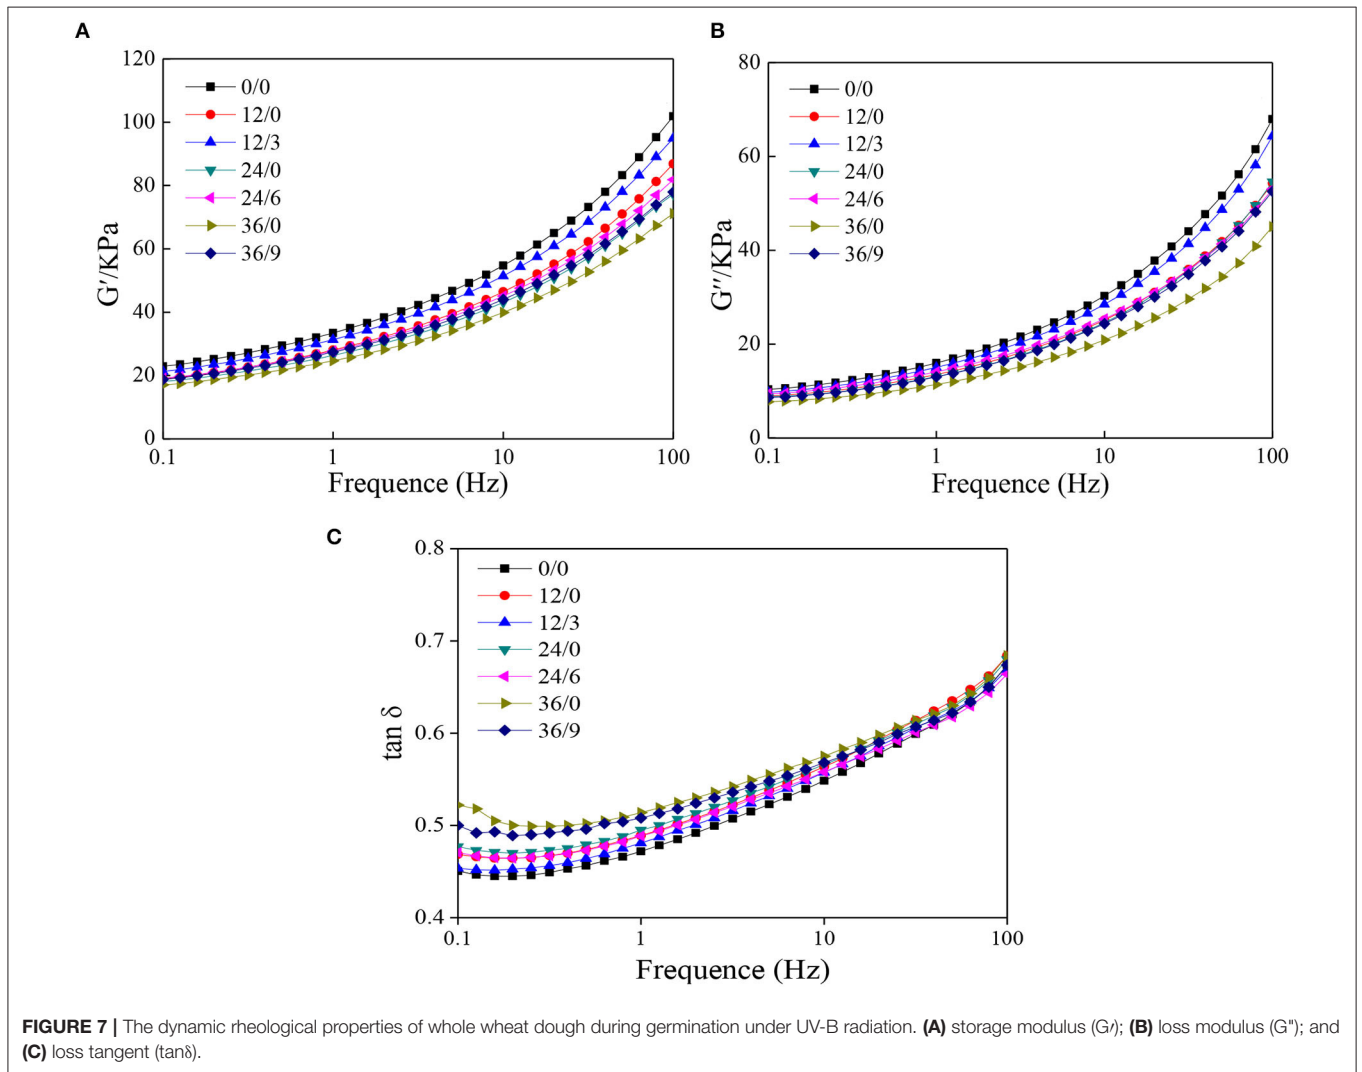 A
120
100
80
60
40
20
0
G′/KPa
0/0
12/0
12/3
24/0
24/6
36/0
36/9
0.1 1 10 100
Frequence (Hz)
B
80
60
40
20
0
G″/KPa
0/0
12/0
12/3
24/0
24/6
36/0
36/9
0.1 1 10 100
Frequence (Hz)
C
0.8
0.7
0.6
0.5
0.4
tan δ
0/0
12/0
12/3
24/0
24/6
36/0
36/9
0.1 1 10 100
Frequence (Hz)
FIGURE 7 | The dynamic rheological properties of whole wheat dough during germination under UV-B radiation. (A) storage modulus (G′); (B) loss modulus (G"); and
(C) loss tangent (tanδ).